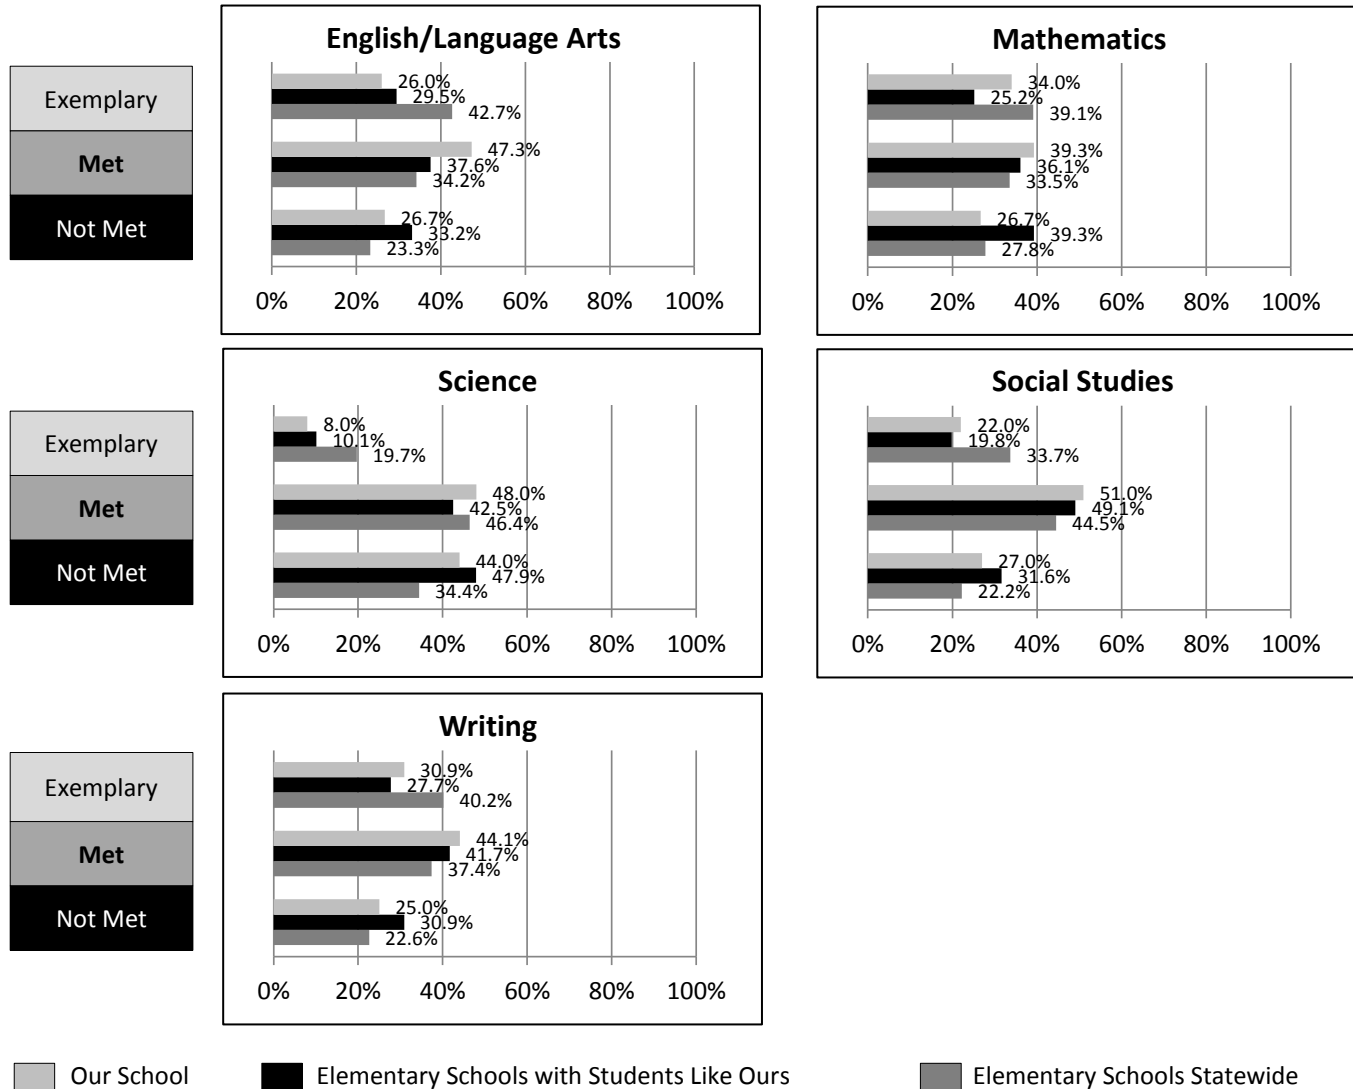 English/Language Arts
Exemplary
Met
Not Met
26.0%
29.5%
42.7%
47.3%
37.6%
34.2%
26.7%
33.2%
23.3%
0% 20% 40% 60% 80% 100%
Mathematics
34.0%
25.2%
39.1%
39.3%
36.1%
33.5%
26.7%
39.3%
27.8%
0% 20% 40% 60% 80% 100%
Science
Exemplary
Met
Not Met
8.0%
10.1%
19.7%
48.0%
42.5%
46.4%
44.0%
47.9%
34.4%
0% 20% 40% 60% 80% 100%
Social Studies
22.0%
19.8%
33.7%
51.0%
49.1%
44.5%
27.0%
31.6%
22.2%
0% 20% 40% 60% 80% 100%
Writing
Exemplary
Met
Not Met
30.9%
27.7%
40.2%
44.1%
41.7%
37.4%
25.0%
30.9%
22.6%
0% 20% 40% 60% 80% 100%
Our School
Elementary Schools with Students Like Ours
Elementary Schools Statewide